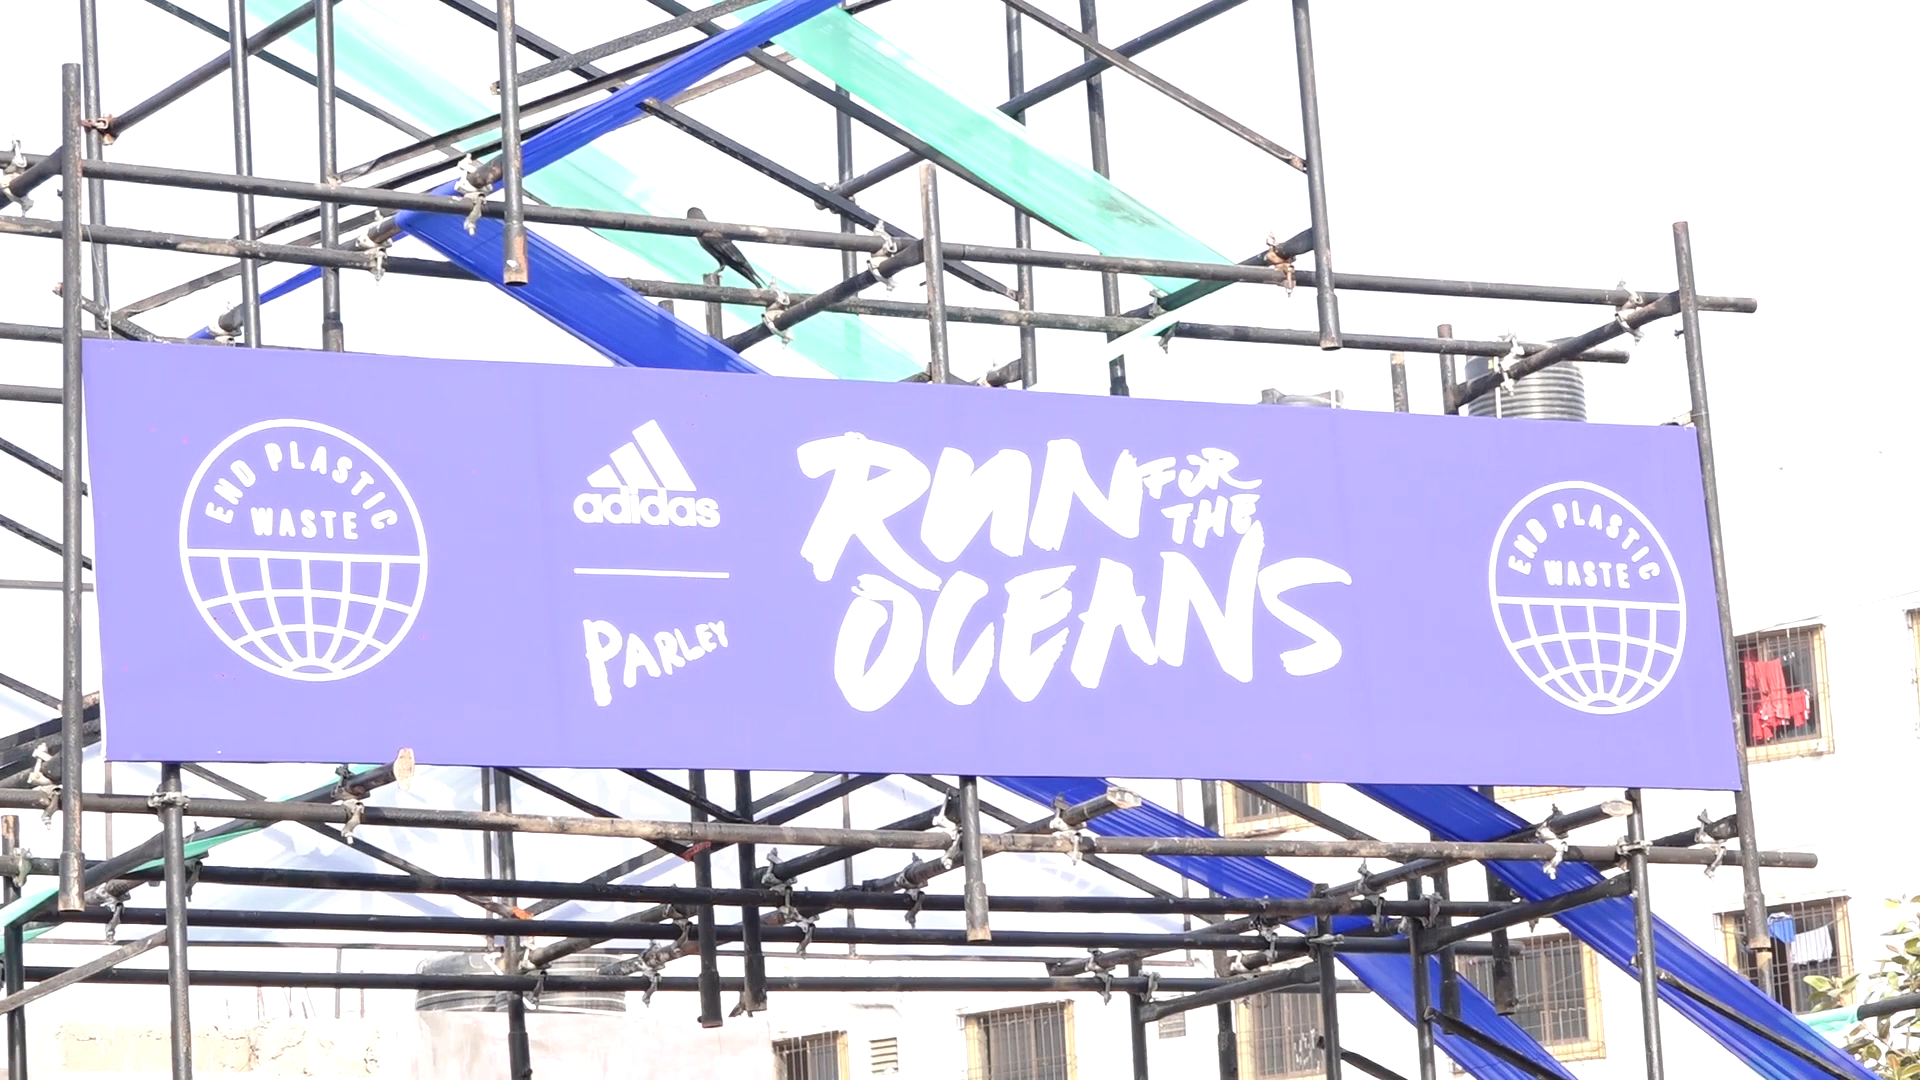 END PLASTIC
WASTE
adidas
PARLEY
RUN FOR THE
OCEANS
END PLASTIC
WASTE